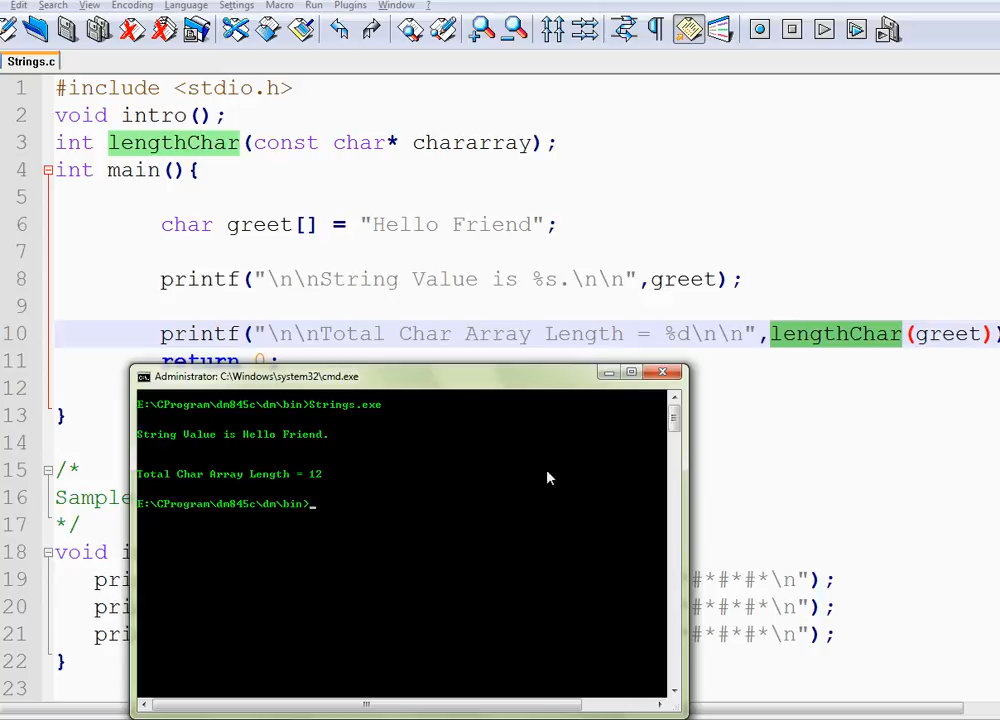 Edit Search View Encoding Language Settings Macro Run Plugins Window ?
Strings.c
1 #include <stdio.h>
2 void intro();
3 int lengthChar(const char* chararray);
4 int main(){
5
6 char greet[] = "Hello Friend";
7
8 printf("\n\nString Value is %s.\n\n",greet);
9
10 printf("\n\nTotal Char Array Length = %d\n\n",lengthChar(greet))
11 return 0;
12
13 }
14
15 /*
16 Sample
17 */
18 void i
19 pri #*#*#*\n");
20 pri #*#*#*\n");
21 pri #*#*#*\n");
22 }
23
Administrator: C:\Windows\system32\cmd.exe
E:\CProgram\dm845c\dm\bin>Strings.exe
String Value is Hello Friend.
Total Char Array Length = 12
E:\CProgram\dm845c\dm\bin>_